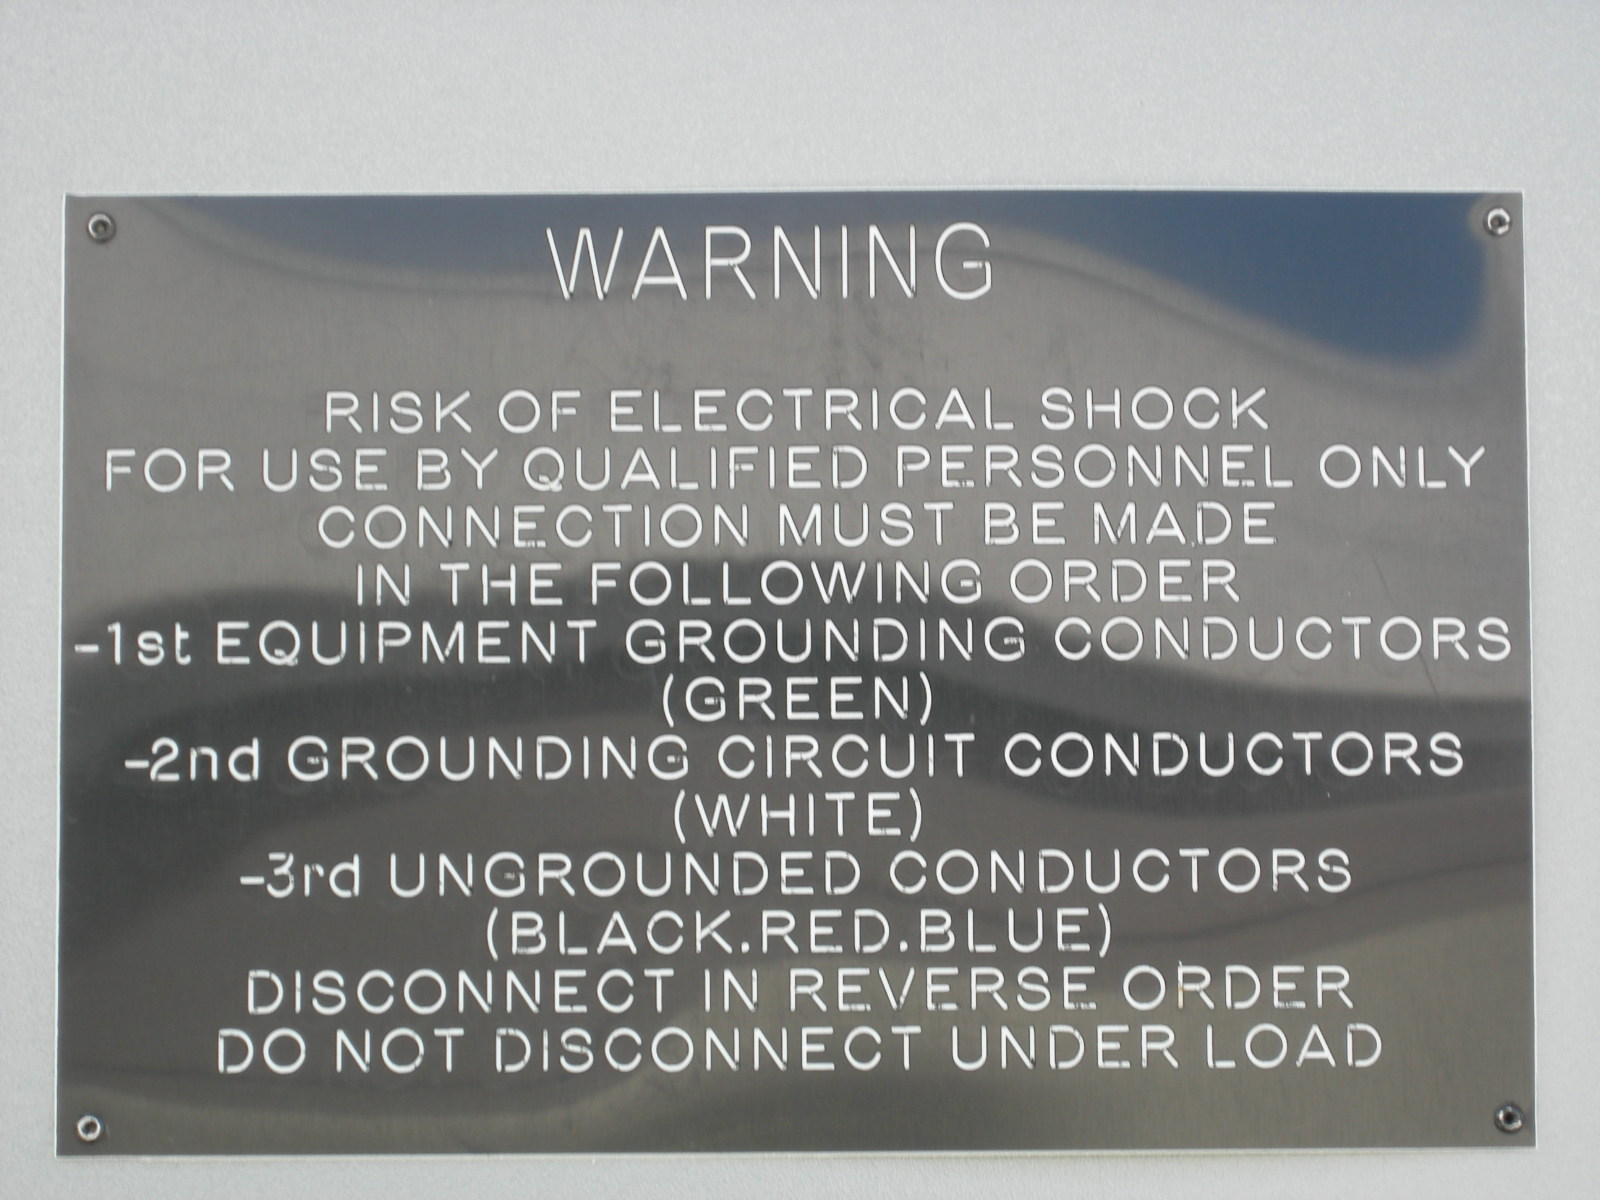 WARNING
RISK OF ELECTRICAL SHOCK
FOR USE BY QUALIFIED PERSONNEL ONLY
CONNECTION MUST BE MADE
IN THE FOLLOWING ORDER
-1st EQUIPMENT GROUNDING CONDUCTORS
(GREEN)
-2nd GROUNDING CIRCUIT CONDUCTORS
(WHITE)
-3rd UNGROUNDED CONDUCTORS
(BLACK.RED.BLUE)
DISCONNECT IN REVERSE ORDER
DO NOT DISCONNECT UNDER LOAD